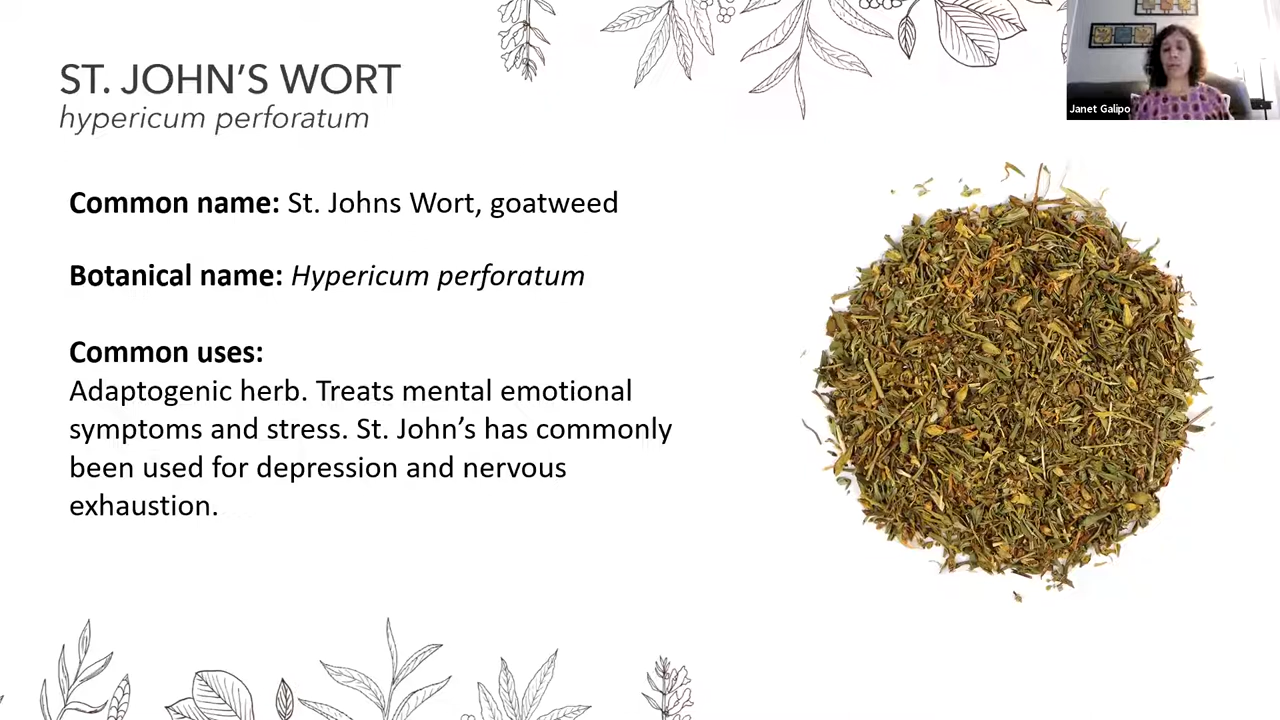 ST. JOHN'S WORT
hypericum perforatum
Janet Galipo
Common name: St. Johns Wort, goatweed
Botanical name: Hypericum perforatum
Common uses:
Adaptogenic herb. Treats mental emotional
symptoms and stress. St. John’s has commonly
been used for depression and nervous
exhaustion.